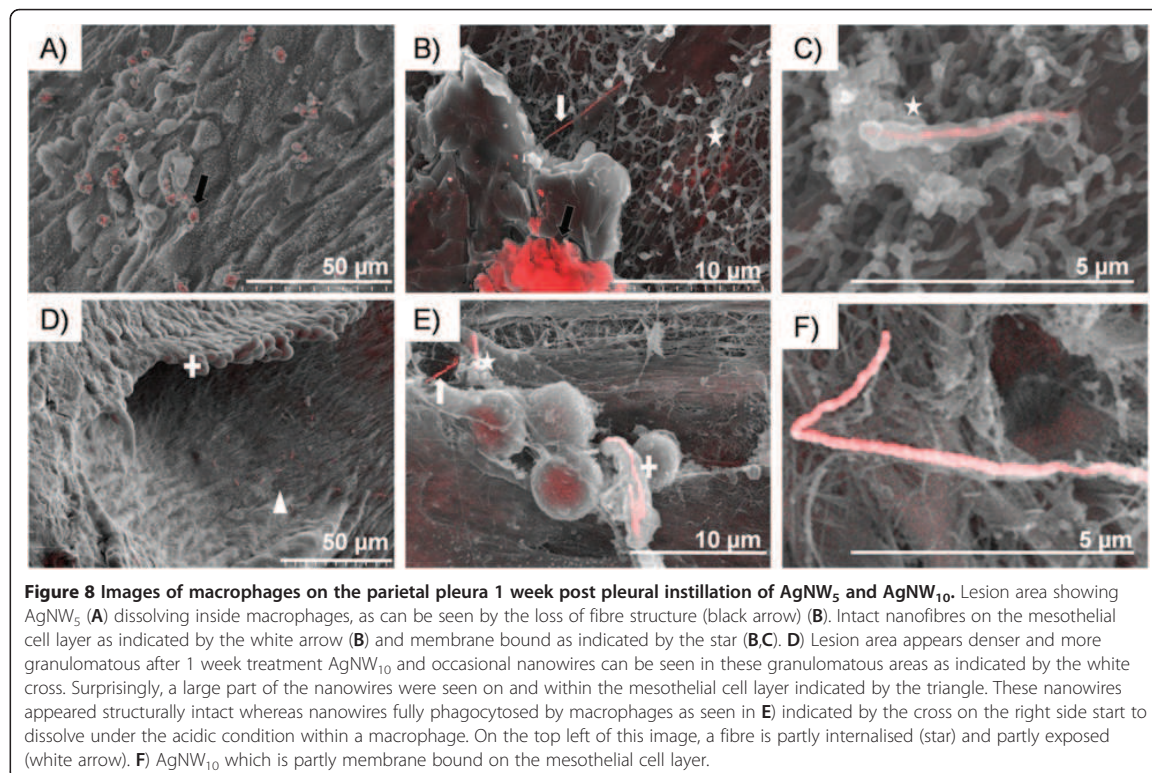 A)
50 µm
B)
10 µm
C)
5 µm
D)
50 µm
E)
10 µm
F)
5 µm
Figure 8 Images of macrophages on the parietal pleura 1 week post pleural instillation of AgNW5 and AgNW10. Lesion area showing
AgNW5 (A) dissolving inside macrophages, as can be seen by the loss of fibre structure (black arrow) (B). Intact nanofibres on the mesothelial
cell layer as indicated by the white arrow (B) and membrane bound as indicated by the star (B,C). D) Lesion area appears denser and more
granulomatous after 1 week treatment AgNW10 and occasional nanowires can be seen in these granulomatous areas as indicated by the white
cross. Surprisingly, a large part of the nanowires were seen on and within the mesothelial cell layer indicated by the triangle. These nanowires
appeared structurally intact whereas nanowires fully phagocytosed by macrophages as seen in E) indicated by the cross on the right side start to
dissolve under the acidic condition within a macrophage. On the top left of this image, a fibre is partly internalised (star) and partly exposed
(white arrow). F) AgNW10 which is partly membrane bound on the mesothelial cell layer.